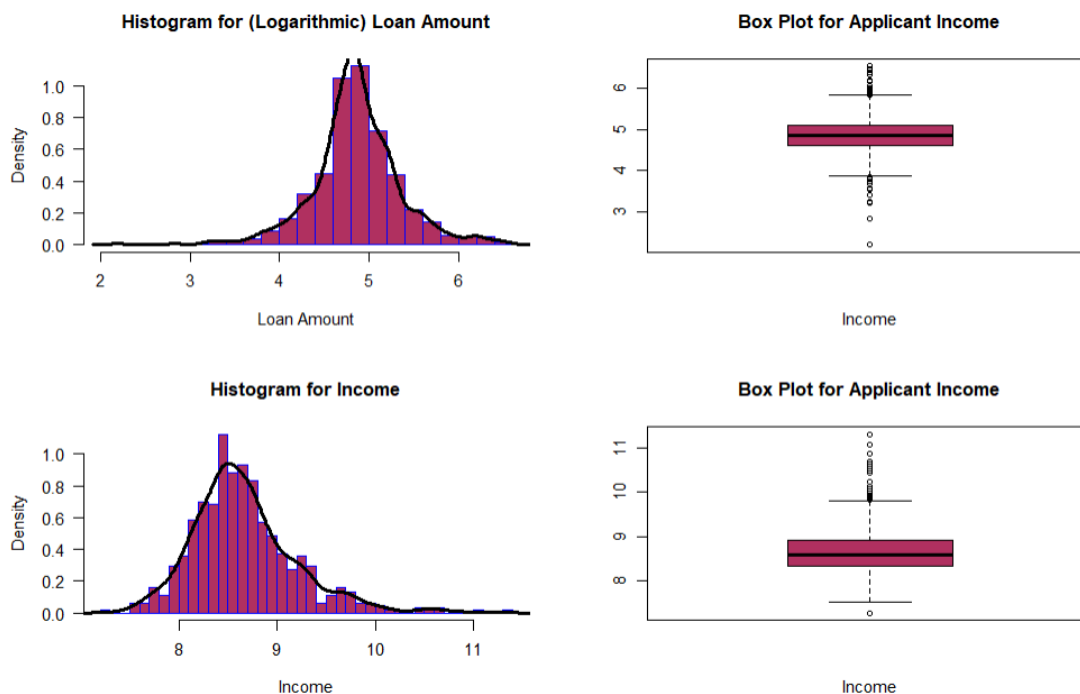 Histogram for (Logarithmic) Loan Amount
Density
0.0 0.2 0.4 0.6 0.8 1.0
2 3 4 5 6
Loan Amount
Box Plot for Applicant Income
3 4 5 6
Income
Histogram for Income
Density
0.0 0.2 0.4 0.6 0.8 1.0
8 9 10 11
Income
Box Plot for Applicant Income
8 9 10 11
Income